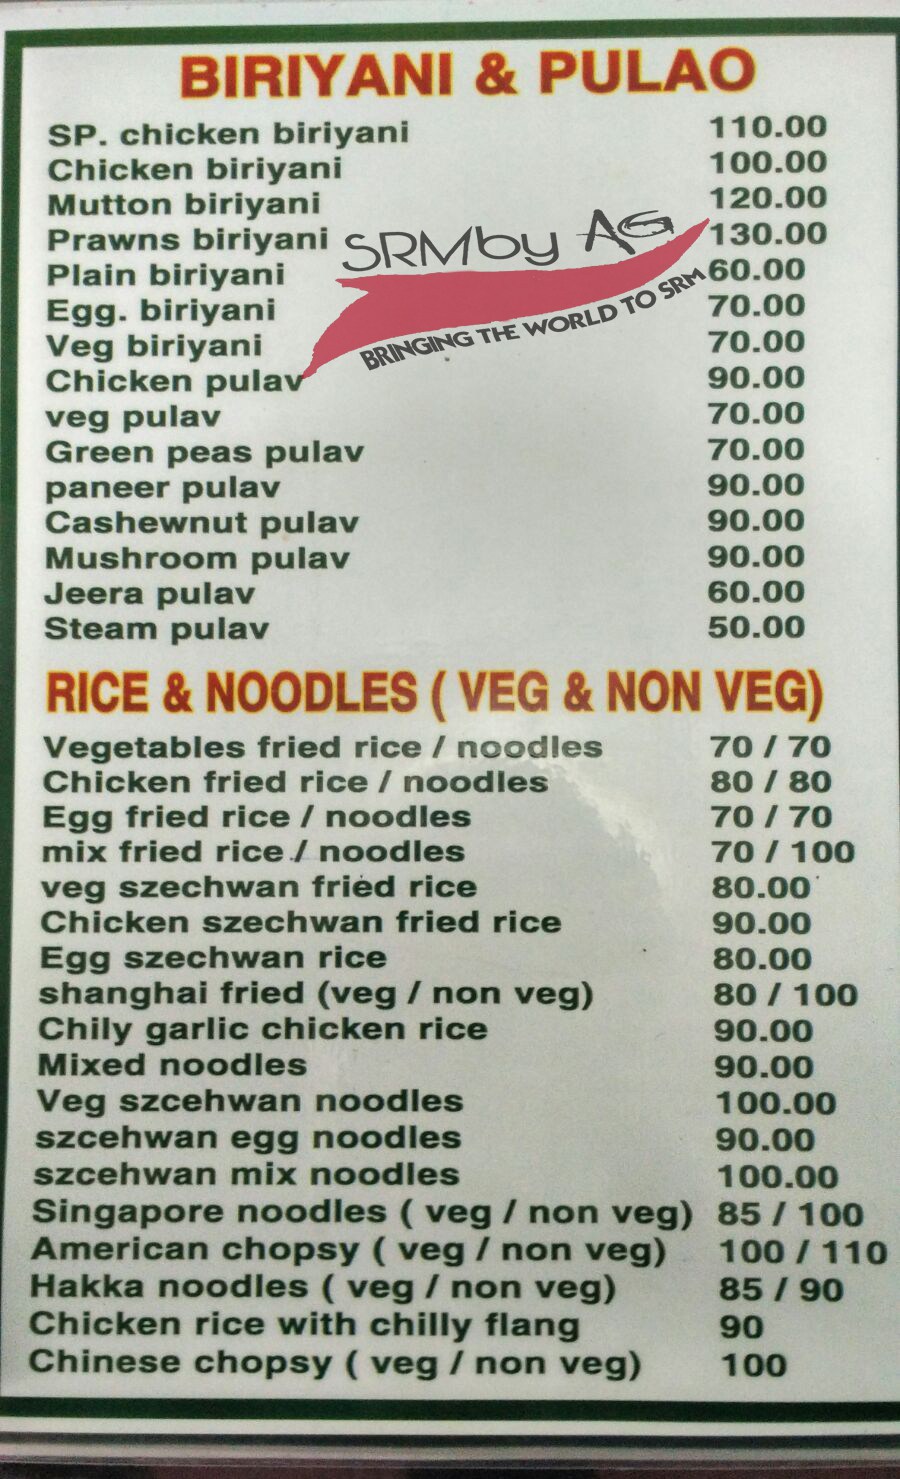 BIRIYANI & PULAO
SP. chicken biriyani 110.00
Chicken biriyani 100.00
Mutton biriyani 120.00
Prawns biriyani 130.00
SRM by AG
Plain biriyani 60.00
BRINGING THE WORLD TO SRM
Egg. biriyani 70.00
Veg biriyani 70.00
Chicken pulav 90.00
veg pulav 70.00
Green peas pulav 70.00
paneer pulav 90.00
Cashewnut pulav 90.00
Mushroom pulav 90.00
Jeera pulav 60.00
Steam pulav 50.00
RICE & NOODLES ( VEG & NON VEG)
Vegetables fried rice / noodles 70 / 70
Chicken fried rice / noodles 80 / 80
Egg fried rice / noodles 70 / 70
mix fried rice / noodles 70 / 100
veg szechwan fried rice 80.00
Chicken szechwan fried rice 90.00
Egg szechwan rice 80.00
shanghai fried (veg / non veg) 80 / 100
Chily garlic chicken rice 90.00
Mixed noodles 90.00
Veg szcehwan noodles 100.00
szcehwan egg noodles 90.00
szcehwan mix noodles 100.00
Singapore noodles ( veg / non veg) 85 / 100
American chopsy ( veg / non veg) 100 / 110
Hakka noodles ( veg / non veg) 85 / 90
Chicken rice with chilly flang 90
Chinese chopsy ( veg / non veg) 100